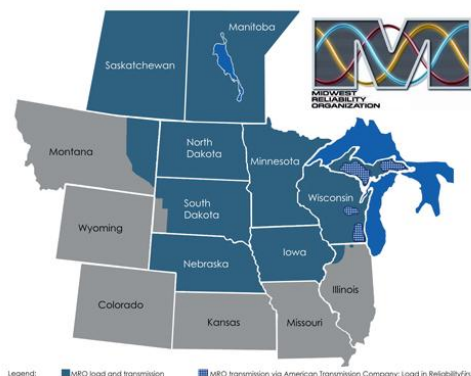 Manitoba
Saskatchewan
MIDWEST
RELIABILITY
ORGANIZATION
Montana
North
Dakota
Minnesota
South
Dakota
Wisconsin
Wyoming
Nebraska
Iowa
Illinois
Colorado
Kansas
Missouri
Legend:
MRO load and transmission
MRO transmission via American Transmission Company; Load in ReliabilityFir